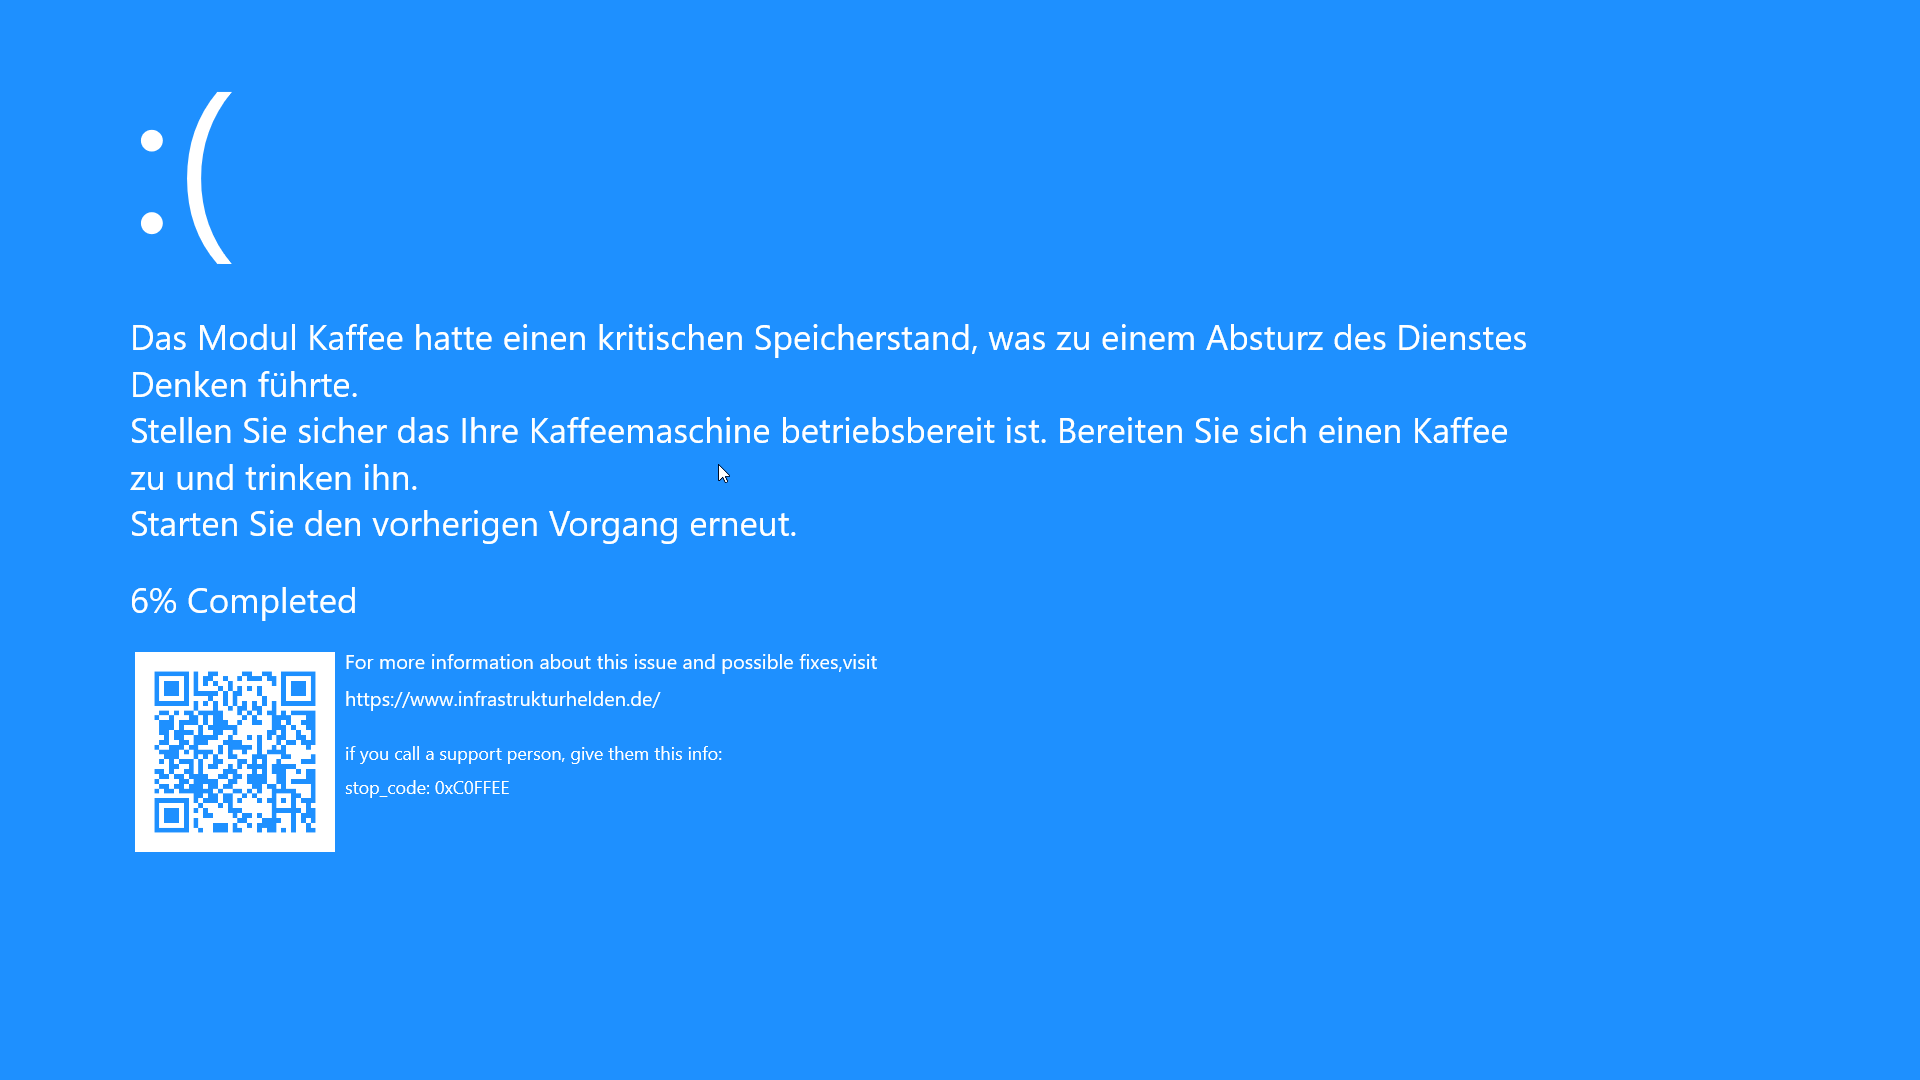 :(
Das Modul Kaffee hatte einen kritischen Speicherstand, was zu einem Absturz des Dienstes
Denken führte.
Stellen Sie sicher das Ihre Kaffeemaschine betriebsbereit ist. Bereiten Sie sich einen Kaffee
zu und trinken ihn.
Starten Sie den vorherigen Vorgang erneut.
6% Completed
For more information about this issue and possible fixes,visit
https://www.infrastrukturhelden.de/
if you call a support person, give them this info:
stop_code: 0xC0FFEE